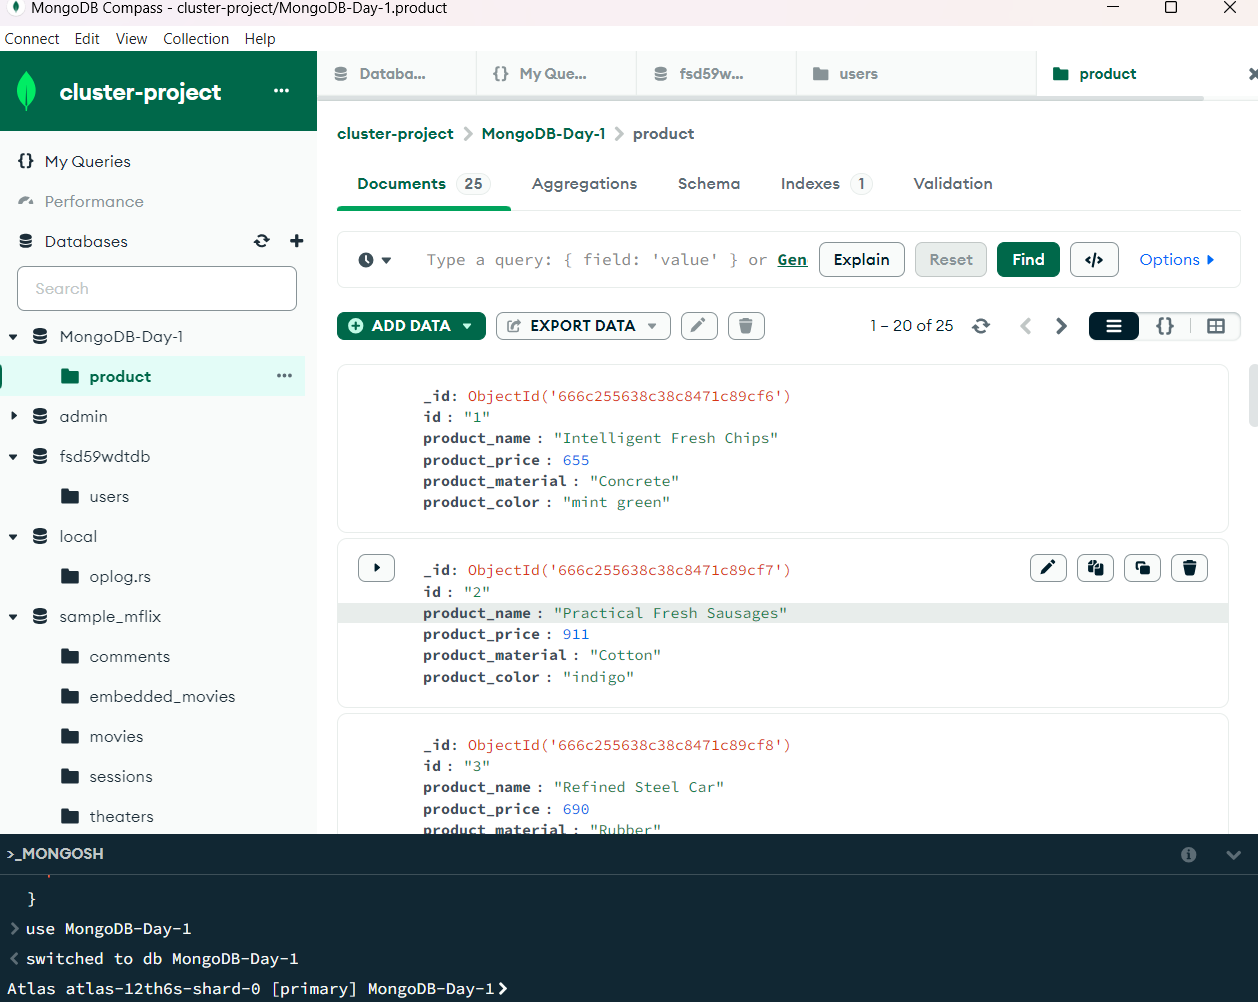 MongoDB Compass - cluster-project/MongoDB-Day-1.product
Connect Edit View Collection Help
cluster-project
Databa...
My Que...
fsd59w...
users
product
My Queries
Performance
Databases
Search
MongoDB-Day-1
product
admin
fsd59wdtdb
users
local
oplog.rs
sample_mflix
comments
embedded_movies
movies
sessions
theaters
cluster-project > MongoDB-Day-1 > product
Documents 25 Aggregations Schema Indexes 1 Validation
Type a query: { field: 'value' } or Gen
Explain Reset Find </> Options
ADD DATA EXPORT DATA 1 – 20 of 25 {}
_id: ObjectId('666c255638c38c8471c89cf6')
id : "1"
product_name : "Intelligent Fresh Chips"
product_price : 655
product_material : "Concrete"
product_color : "mint green"
_id: ObjectId('666c255638c38c8471c89cf7')
id : "2"
product_name : "Practical Fresh Sausages"
product_price : 911
product_material : "Cotton"
product_color : "indigo"
_id: ObjectId('666c255638c38c8471c89cf8')
id : "3"
product_name : "Refined Steel Car"
product_price : 690
product_material : "Rubber"
>_MONGOSH
}
> use MongoDB-Day-1
< switched to db MongoDB-Day-1
Atlas atlas-12th6s-shard-0 [primary] MongoDB-Day-1>